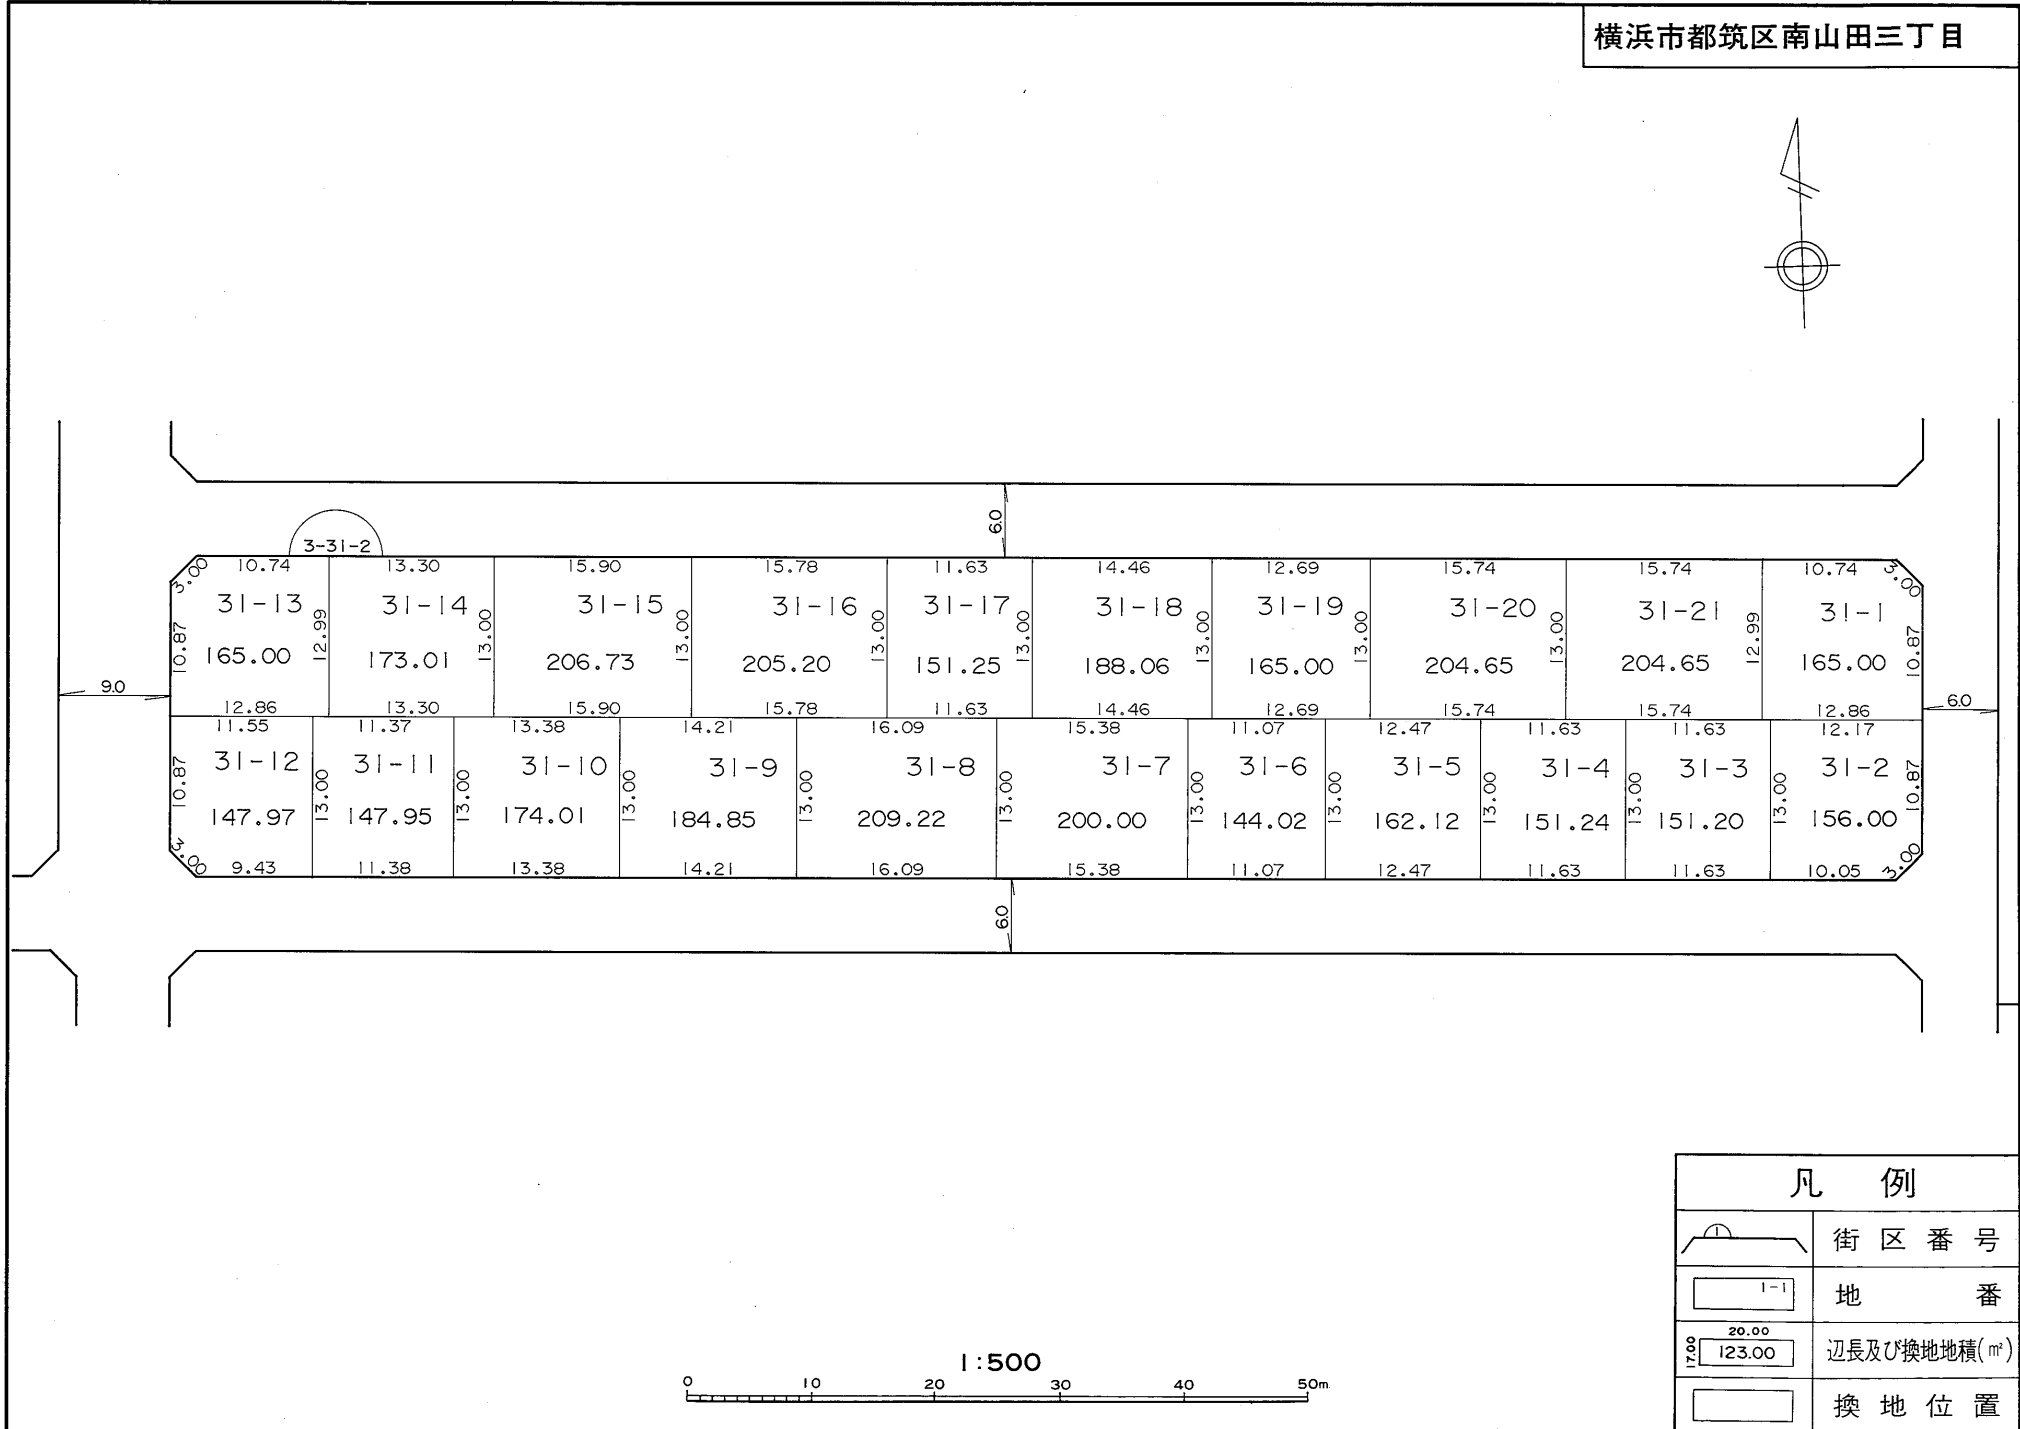 横浜市都筑区南山田三丁目
6.0
3-31-2
3.00 10.74 13.30 15.90 15.78 11.63 14.46 12.69 15.74 15.74 10.74 3.00
31-13 31-14 31-15 31-16 31-17 31-18 31-19 31-20 31-21 31-1
10.87 12.99 13.00 13.00 13.00 13.00 13.00 13.00 13.00 12.99 10.87
165.00 173.01 206.73 205.20 151.25 188.06 165.00 204.65 204.65 165.00
9.0 6.0
12.86 13.30 15.90 15.78 11.63 14.46 12.69 15.74 15.74 12.86
11.55 11.37 13.38 14.21 16.09 15.38 11.07 12.47 11.63 11.63 12.17
31-12 31-11 31-10 31-9 31-8 31-7 31-6 31-5 31-4 31-3 31-2
10.87 13.00 13.00 13.00 13.00 13.00 13.00 13.00 13.00 13.00 13.00 10.87
147.97 147.95 174.01 184.85 209.22 200.00 144.02 162.12 151.24 151.20 156.00
3.00 9.43 11.38 13.38 14.21 16.09 15.38 11.07 12.47 11.63 11.63 10.05 3.00
6.0
凡 例
1 街区番号
1-1 地番
20.00
17.00 123.00 辺長及び換地地積(㎡)
換地位置
1:500
0 10 20 30 40 50m